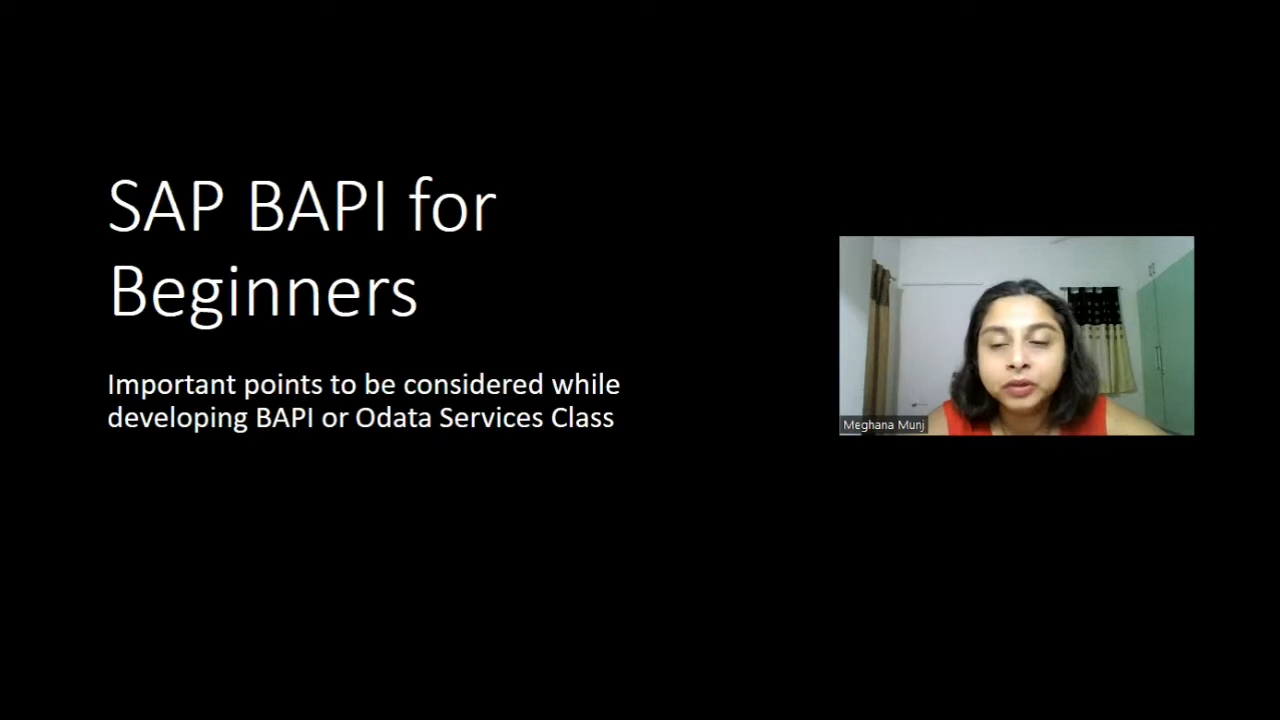 SAP BAPI for
Beginners
Important points to be considered while
developing BAPI or Odata Services Class
Meghana Munj